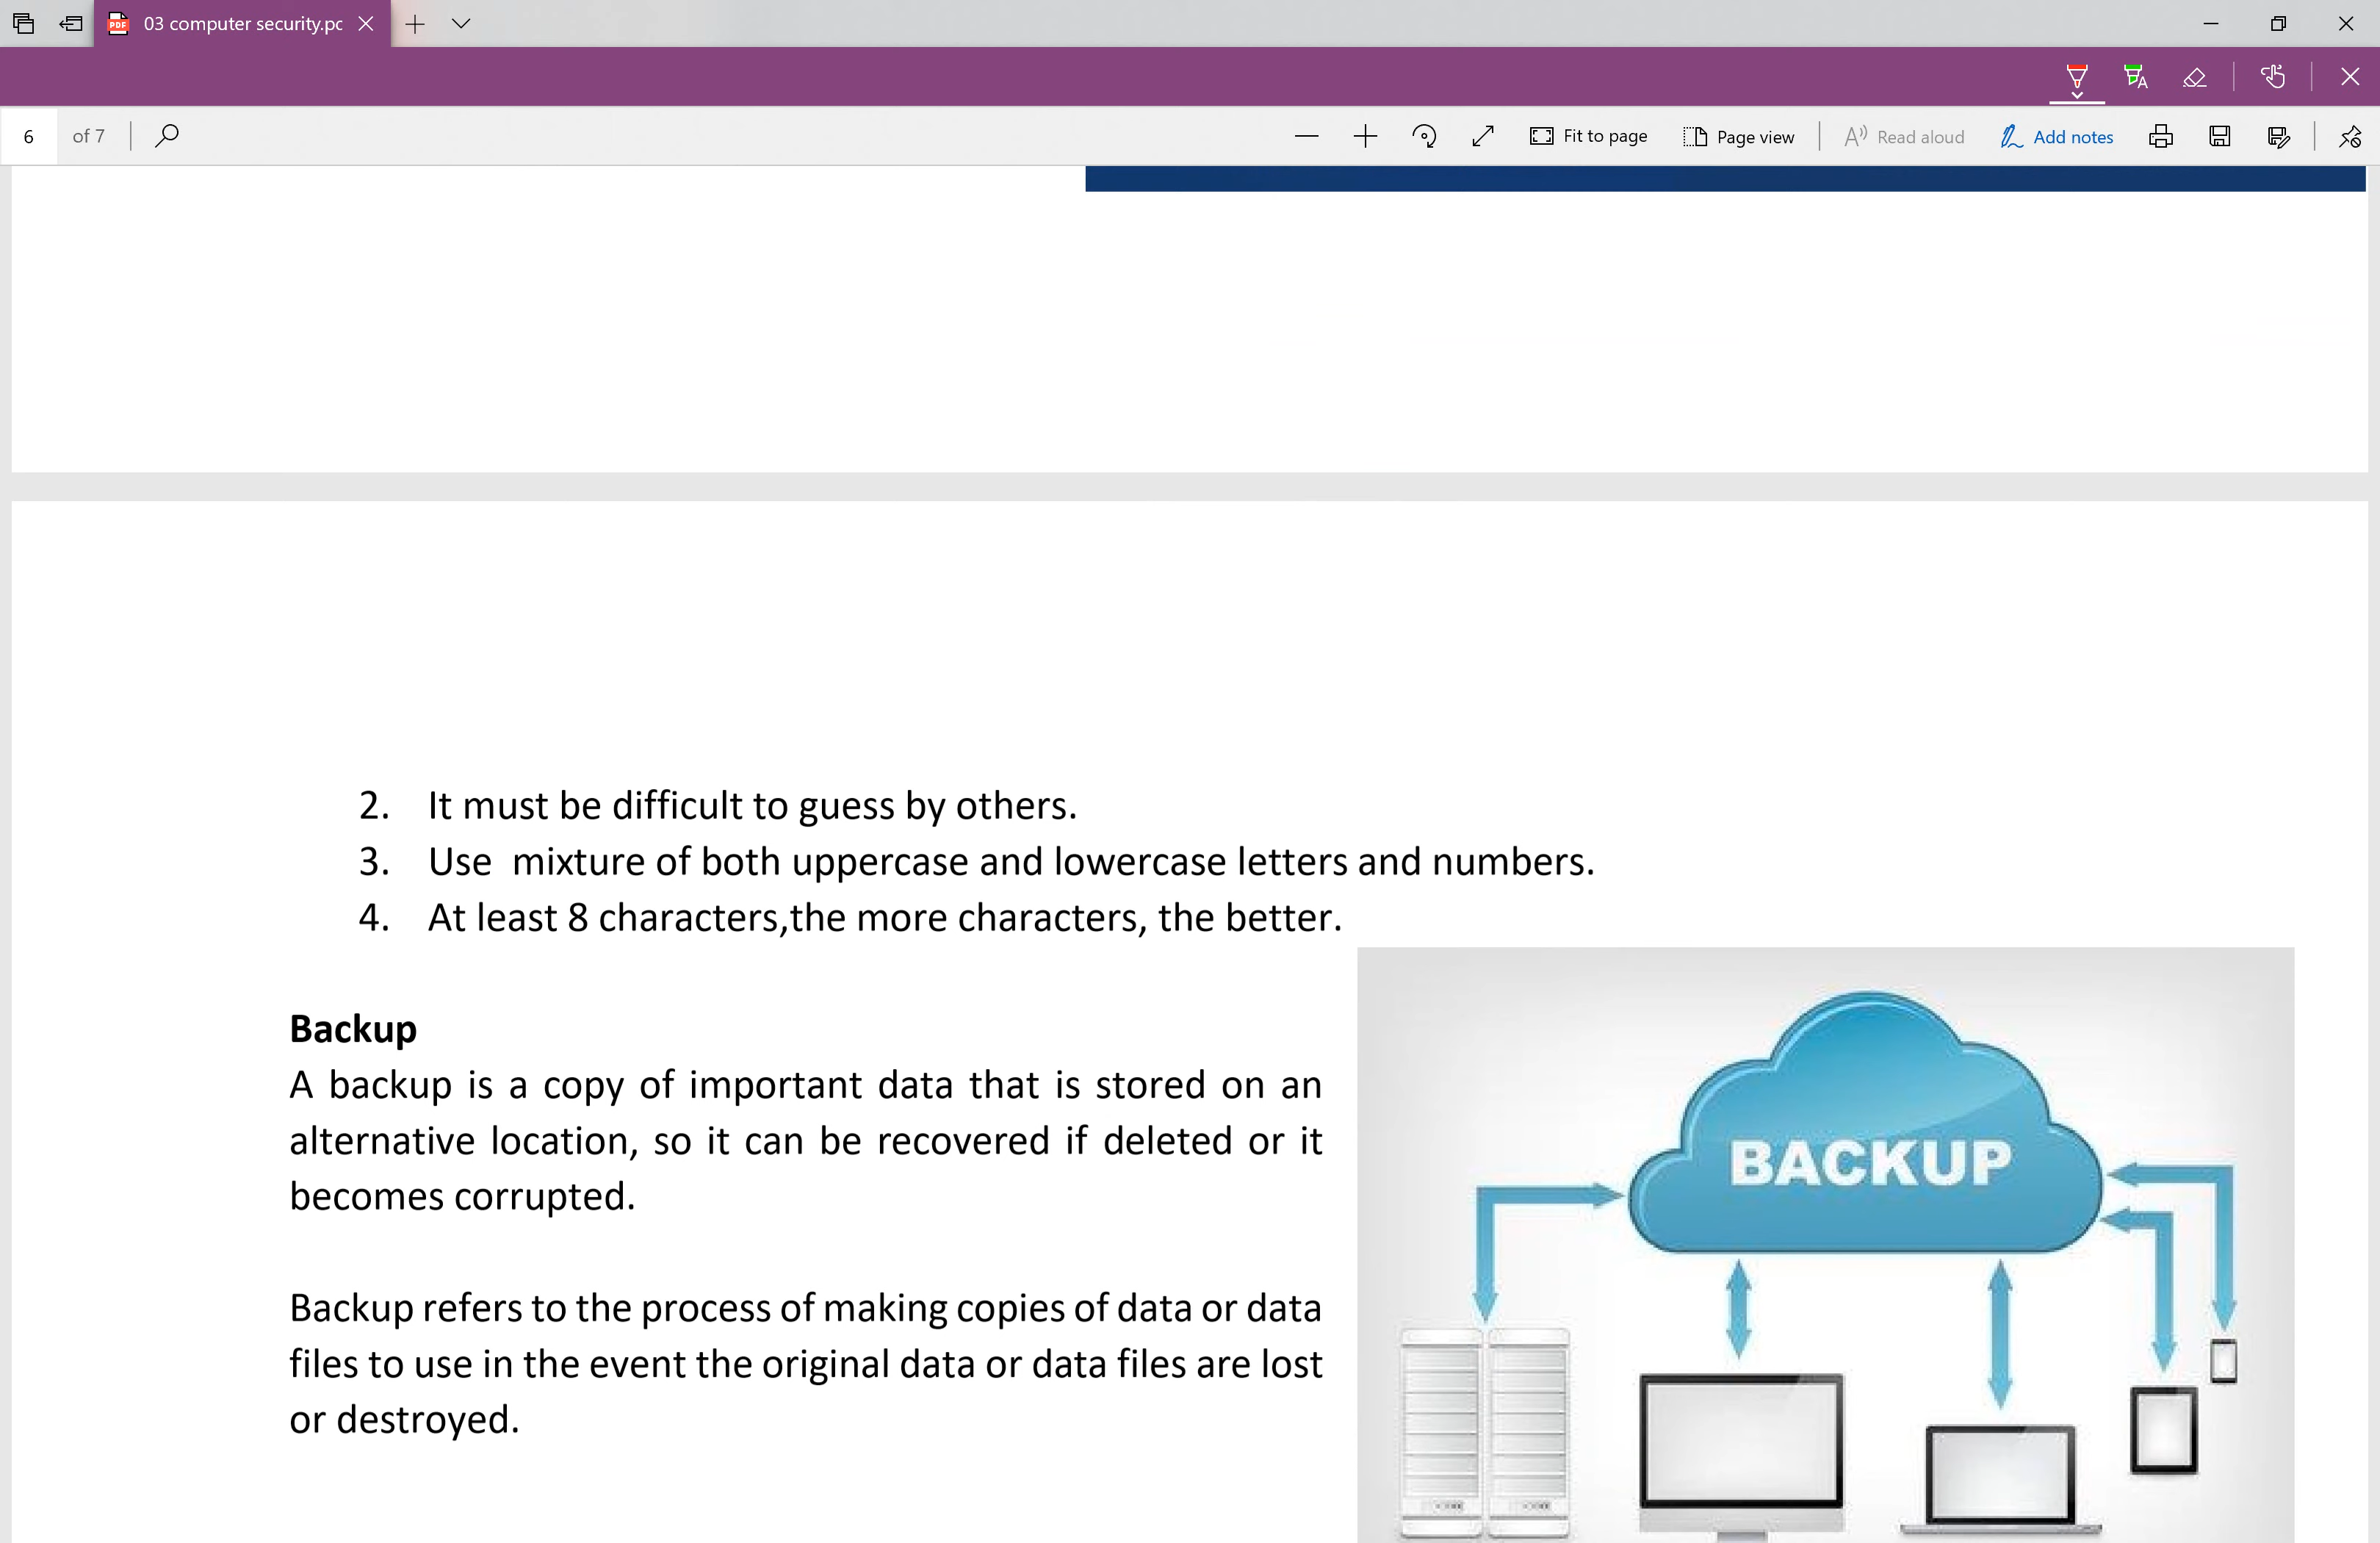 03 computer security.pc
6 of 7
Fit to page
Page view
Read aloud
Add notes
2. It must be difficult to guess by others.
3. Use mixture of both uppercase and lowercase letters and numbers.
4. At least 8 characters,the more characters, the better.
Backup
A backup is a copy of important data that is stored on an
alternative location, so it can be recovered if deleted or it
becomes corrupted.
Backup refers to the process of making copies of data or data
files to use in the event the original data or data files are lost
or destroyed.
BACKUP